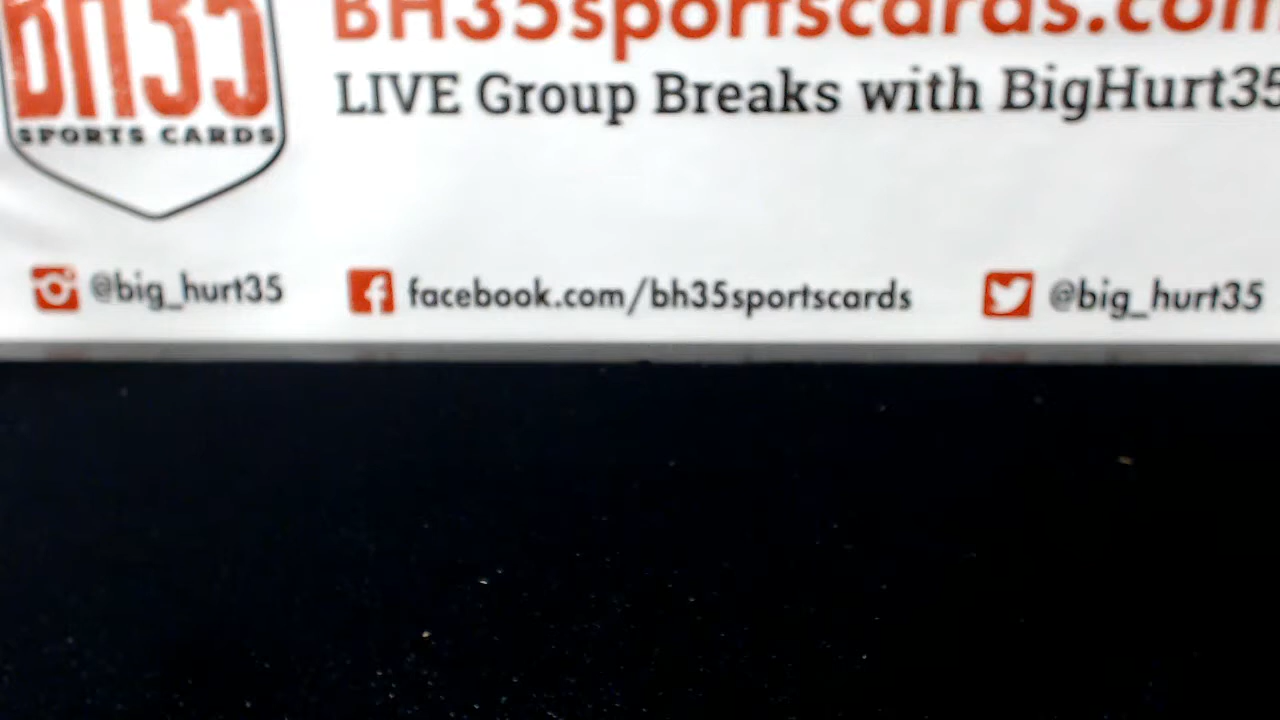 BH35
SPORTS CARDS
BH35sportscards.com
LIVE Group Breaks with BigHurt35
@big_hurt35
facebook.com/bh35sportscards
@big_hurt35